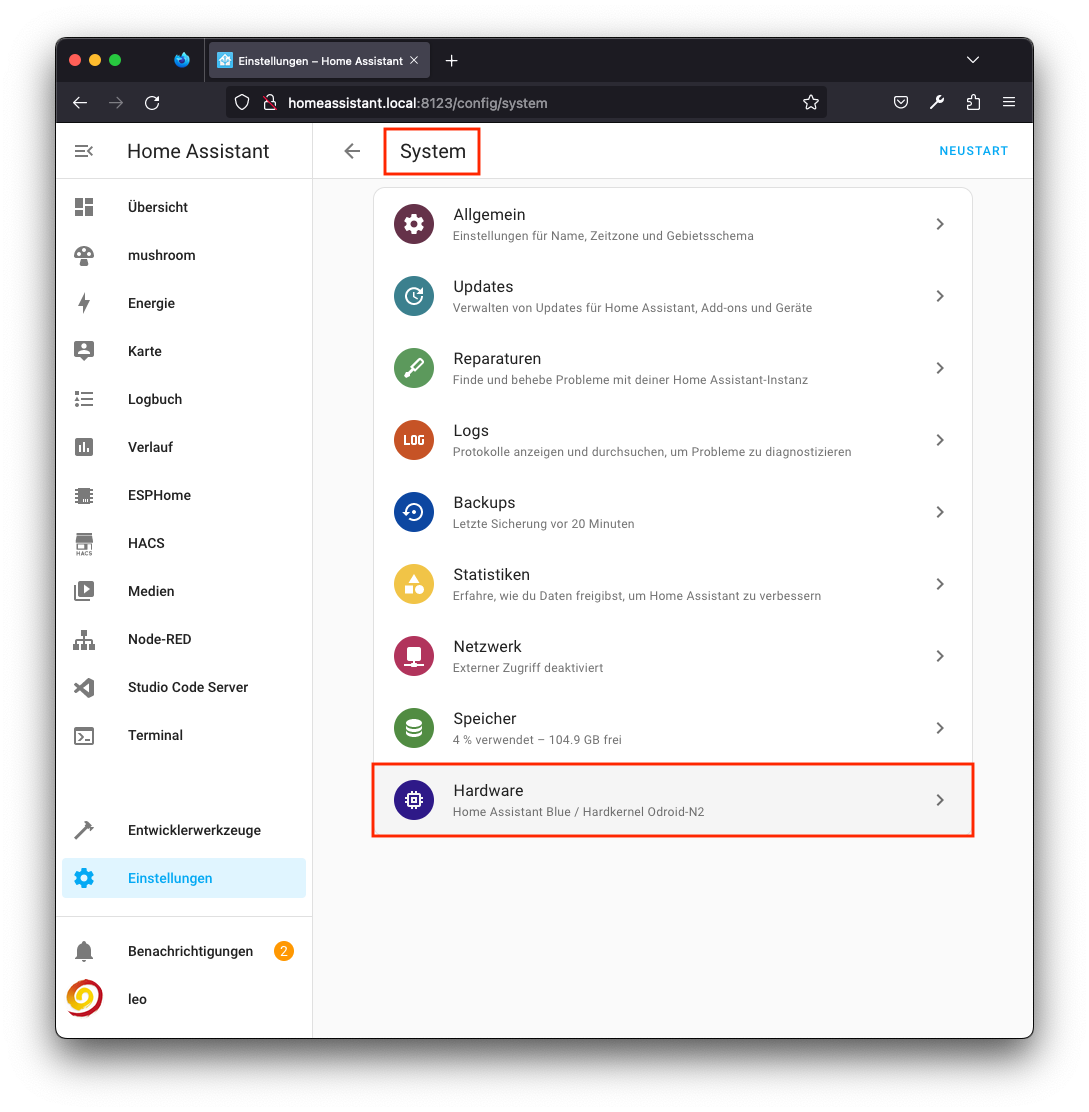 Einstellungen – Home Assistant
homeassistant.local:8123/config/system
Home Assistant
System
NEUSTART
Übersicht
mushroom
Energie
Karte
Logbuch
Verlauf
ESPHome
HACS
HACS
Medien
Node-RED
Studio Code Server
Terminal
Entwicklerwerkzeuge
Einstellungen
Benachrichtigungen 2
leo
Allgemein
Einstellungen für Name, Zeitzone und Gebietsschema
Updates
Verwalten von Updates für Home Assistant, Add-ons und Geräte
Reparaturen
Finde und behebe Probleme mit deiner Home Assistant-Instanz
LOG
Logs
Protokolle anzeigen und durchsuchen, um Probleme zu diagnostizieren
Backups
Letzte Sicherung vor 20 Minuten
Statistiken
Erfahre, wie du Daten freigibst, um Home Assistant zu verbessern
Netzwerk
Externer Zugriff deaktiviert
Speicher
4 % verwendet – 104.9 GB frei
Hardware
Home Assistant Blue / Hardkernel Odroid-N2